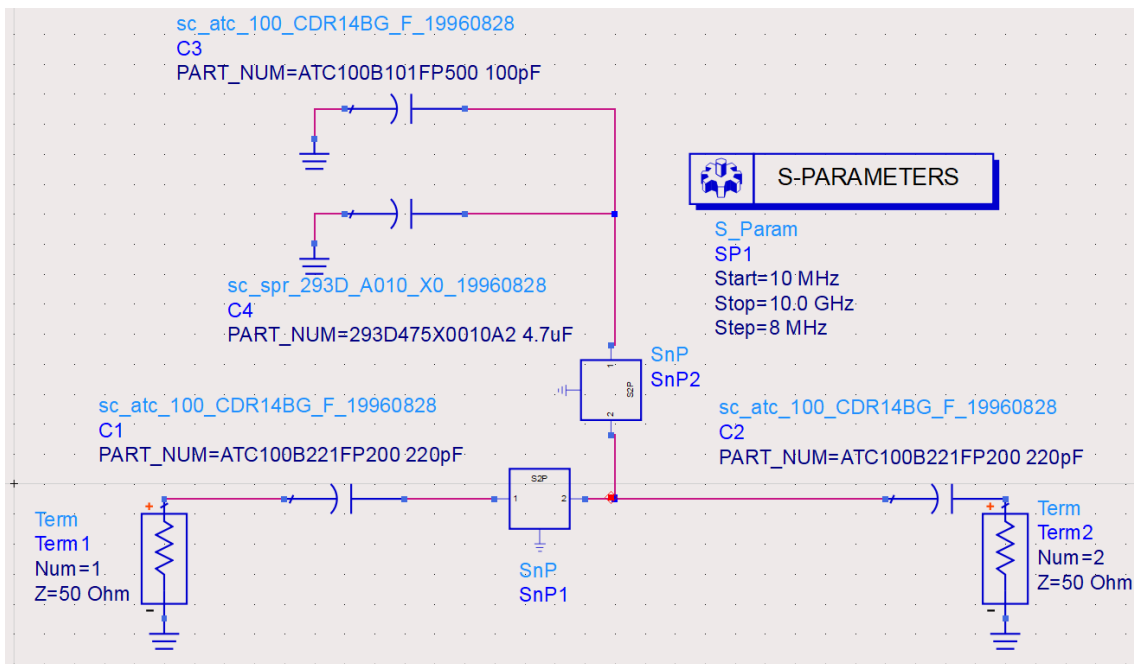 sc_atc_100_CDR14BG_F_19960828
C3
PART_NUM=ATC100B101FP500 100pF
S-PARAMETERS
S_Param
SP1
Start=10 MHz
Stop=10.0 GHz
Step=8 MHz
sc_spr_293D_A010_X0_19960828
C4
PART_NUM=293D475X0010A2 4.7uF
1
S2P
2
SnP
SnP2
sc_atc_100_CDR14BG_F_19960828
C1
PART_NUM=ATC100B221FP200 220pF
sc_atc_100_CDR14BG_F_19960828
C2
PART_NUM=ATC100B221FP200 220pF
S2P
1 2
SnP
SnP1
+
Term
Term1
Num=1
Z=50 Ohm
-
+
Term
Term2
Num=2
Z=50 Ohm
-